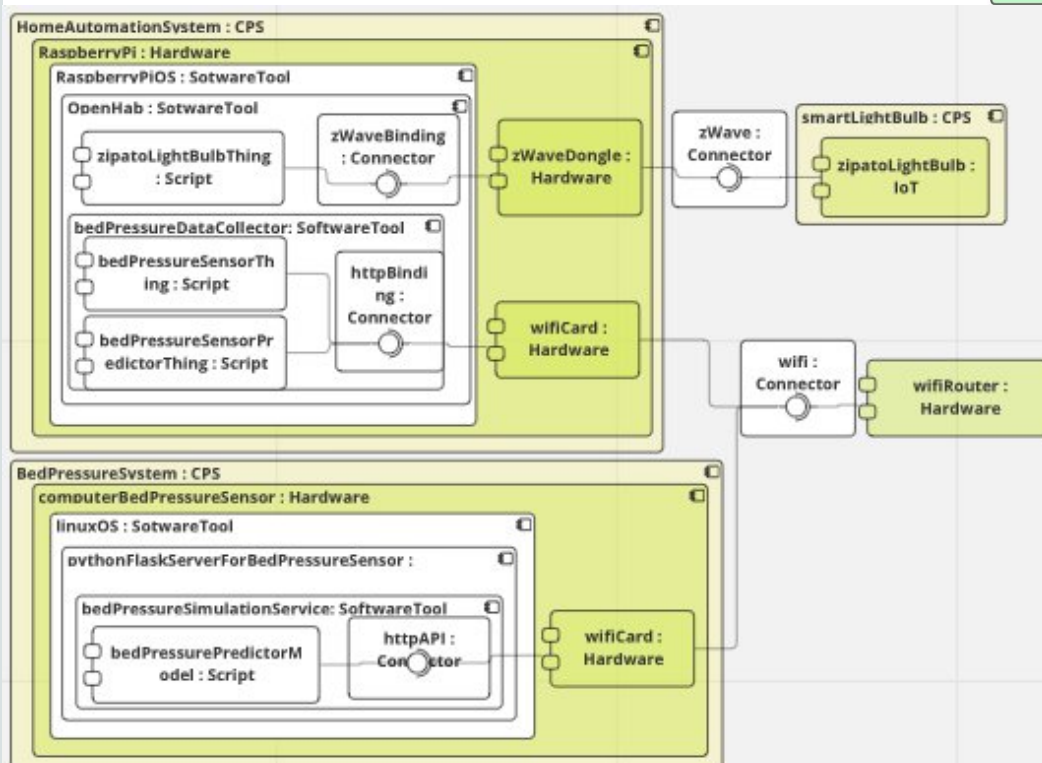 HomeAutomationSystem : CPS
RaspberryPi : Hardware
RaspberryPiOS : SotwareTool
OpenHab : SotwareTool
zipatoLightBulbThing
: Script
zWaveBinding
: Connector
zWaveDongle :
Hardware
zWave :
Connector
smartLightBulb : CPS
zipatoLightBulb :
IoT
bedPressureDataCollector: SoftwareTool
bedPressureSensorTh
ing : Script
bedPressureSensorPr
edictorThing : Script
httpBindi
ng :
Connector
wifiCard :
Hardware
wifi :
Connector
wifiRouter :
Hardware
BedPressureSystem : CPS
computerBedPressureSensor : Hardware
linuxOS : SotwareTool
pythonFlaskServerForBedPressureSensor :
bedPressureSimulationService: SoftwareTool
bedPressurePredictorM
odel : Script
httpAPI :
Connector
wifiCard :
Hardware